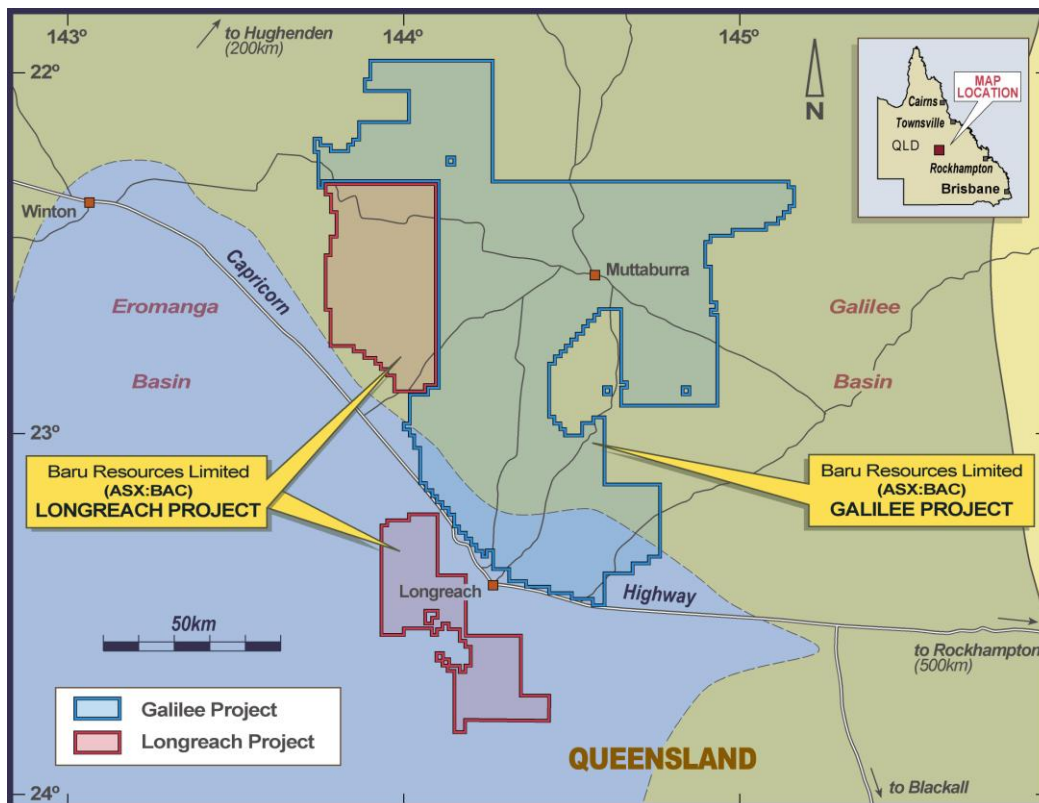 143°
144°
145°
to Hughenden
(200km)
22°
N
MAP
LOCATION
Cairns
Townsville
QLD
Rockhampton
Brisbane
Winton
Capricorn
Muttaburra
Eromanga
Basin
Galilee
Basin
23°
Baru Resources Limited
(ASX:BAC)
LONGREACH PROJECT
Baru Resources Limited
(ASX:BAC)
GALILEE PROJECT
Longreach
Highway
50km
to Rockhampton
(500km)
Galilee Project
Longreach Project
QUEENSLAND
24°
to Blackall